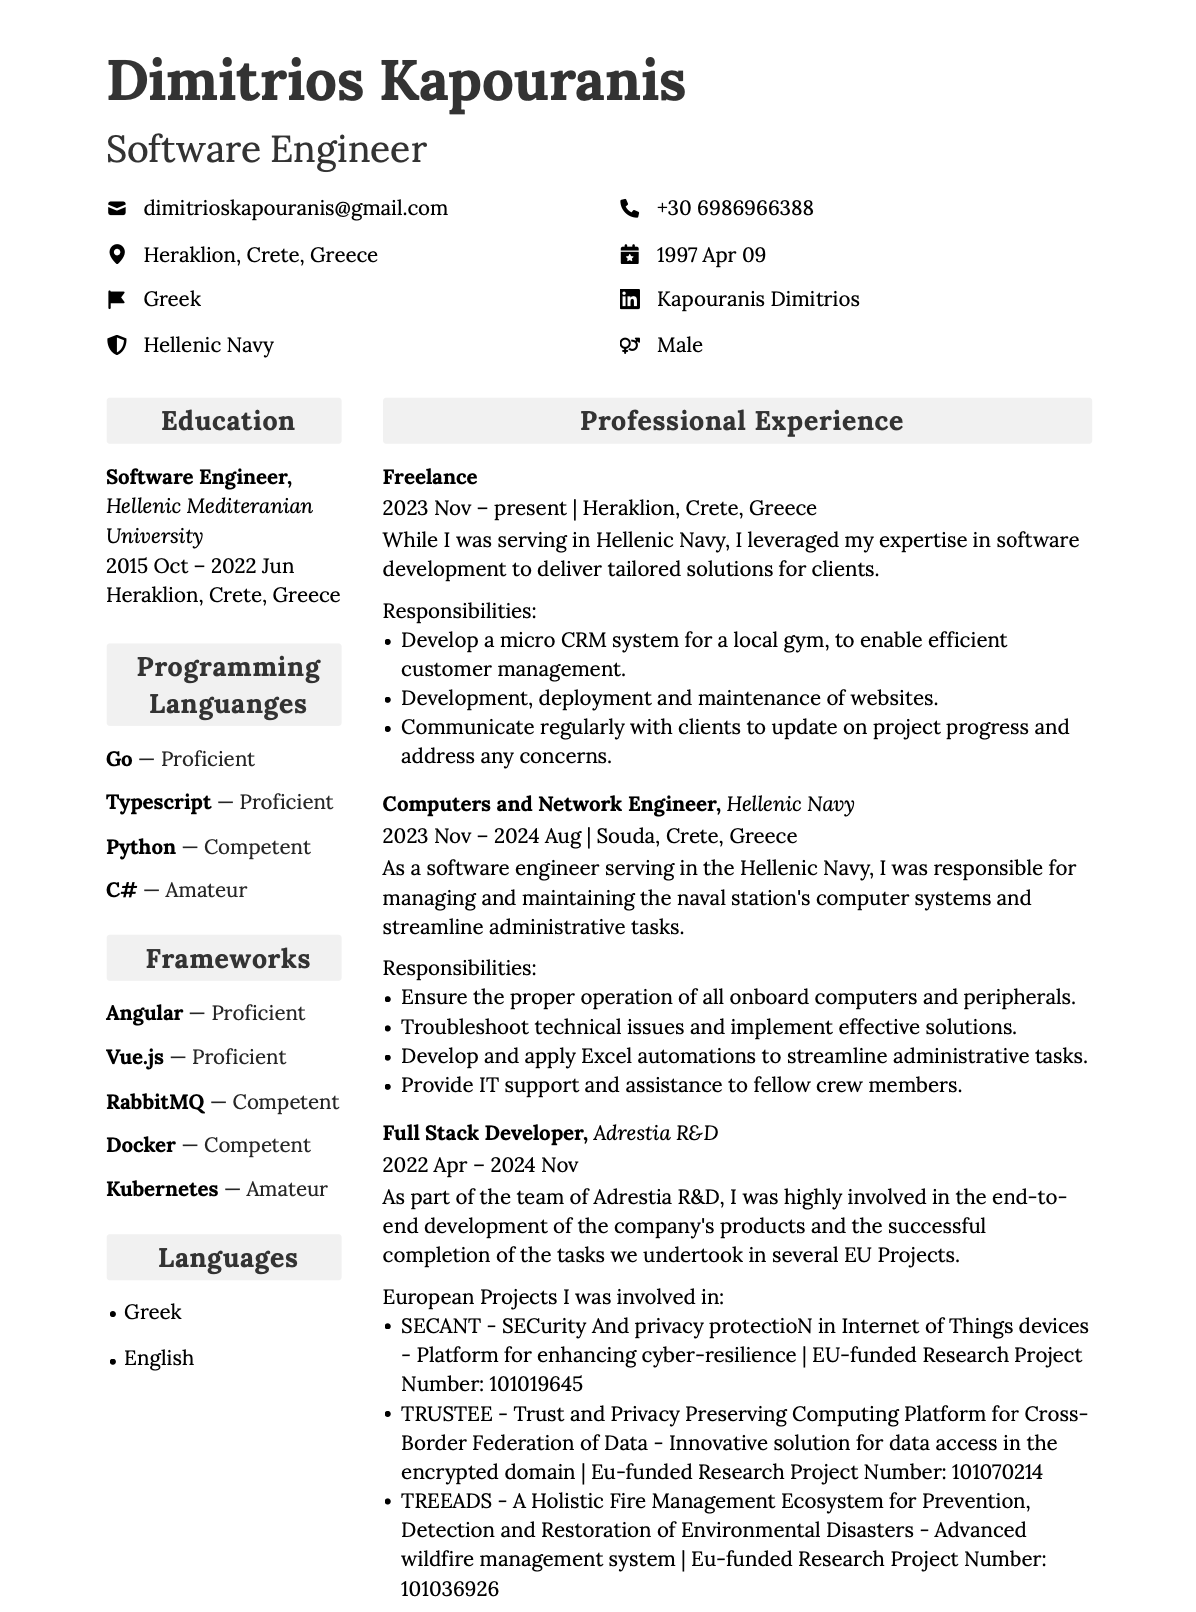 Dimitrios Kapouranis
Software Engineer
dimitrioskapouranis@gmail.com
+30 6986966388
Heraklion, Crete, Greece
1997 Apr 09
Greek
Kapouranis Dimitrios
Hellenic Navy
Male
Education
Software Engineer,
Hellenic Mediteranian
University
2015 Oct – 2022 Jun
Heraklion, Crete, Greece
Programming
Languanges
Go — Proficient
Typescript — Proficient
Python — Competent
C# — Amateur
Frameworks
Angular — Proficient
Vue.js — Proficient
RabbitMQ — Competent
Docker — Competent
Kubernetes — Amateur
Languages
• Greek
• English
Professional Experience
Freelance
2023 Nov – present | Heraklion, Crete, Greece
While I was serving in Hellenic Navy, I leveraged my expertise in software
development to deliver tailored solutions for clients.
Responsibilities:
• Develop a micro CRM system for a local gym, to enable efficient
customer management.
• Development, deployment and maintenance of websites.
• Communicate regularly with clients to update on project progress and
address any concerns.
Computers and Network Engineer, Hellenic Navy
2023 Nov – 2024 Aug | Souda, Crete, Greece
As a software engineer serving in the Hellenic Navy, I was responsible for
managing and maintaining the naval station's computer systems and
streamline administrative tasks.
Responsibilities:
• Ensure the proper operation of all onboard computers and peripherals.
• Troubleshoot technical issues and implement effective solutions.
• Develop and apply Excel automations to streamline administrative tasks.
• Provide IT support and assistance to fellow crew members.
Full Stack Developer, Adrestia R&D
2022 Apr – 2024 Nov
As part of the team of Adrestia R&D, I was highly involved in the end-to-
end development of the company's products and the successful
completion of the tasks we undertook in several EU Projects.
European Projects I was involved in:
• SECANT - SECurity And privacy protectioN in Internet of Things devices
- Platform for enhancing cyber-resilience | EU-funded Research Project
Number: 101019645
• TRUSTEE - Trust and Privacy Preserving Computing Platform for Cross-
Border Federation of Data - Innovative solution for data access in the
encrypted domain | Eu-funded Research Project Number: 101070214
• TREEADS - A Holistic Fire Management Ecosystem for Prevention,
Detection and Restoration of Environmental Disasters - Advanced
wildfire management system | Eu-funded Research Project Number:
101036926